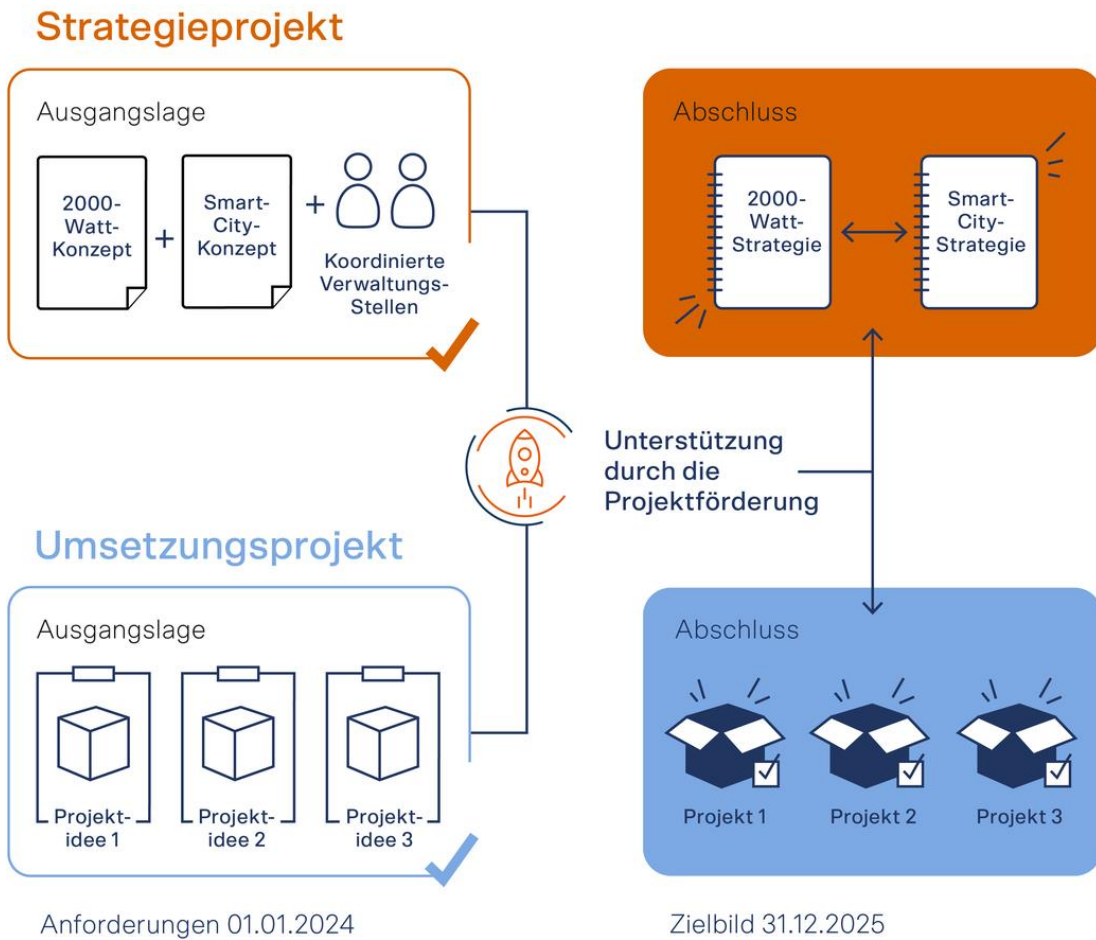 Strategieprojekt
Ausgangslage
2000-
Watt-
Konzept
+
Smart-
City-
Konzept
+
Koordinierte
Verwaltungs-
Stellen
Abschluss
2000-
Watt-
Strategie
Smart-
City-
Strategie
Unterstützung
durch die
Projektförderung
Umsetzungsprojekt
Ausgangslage
Projekt-
idee 1
Projekt-
idee 2
Projekt-
idee 3
Abschluss
Projekt 1
Projekt 2
Projekt 3
Anforderungen 01.01.2024
Zielbild 31.12.2025